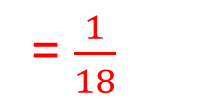 = 1/18